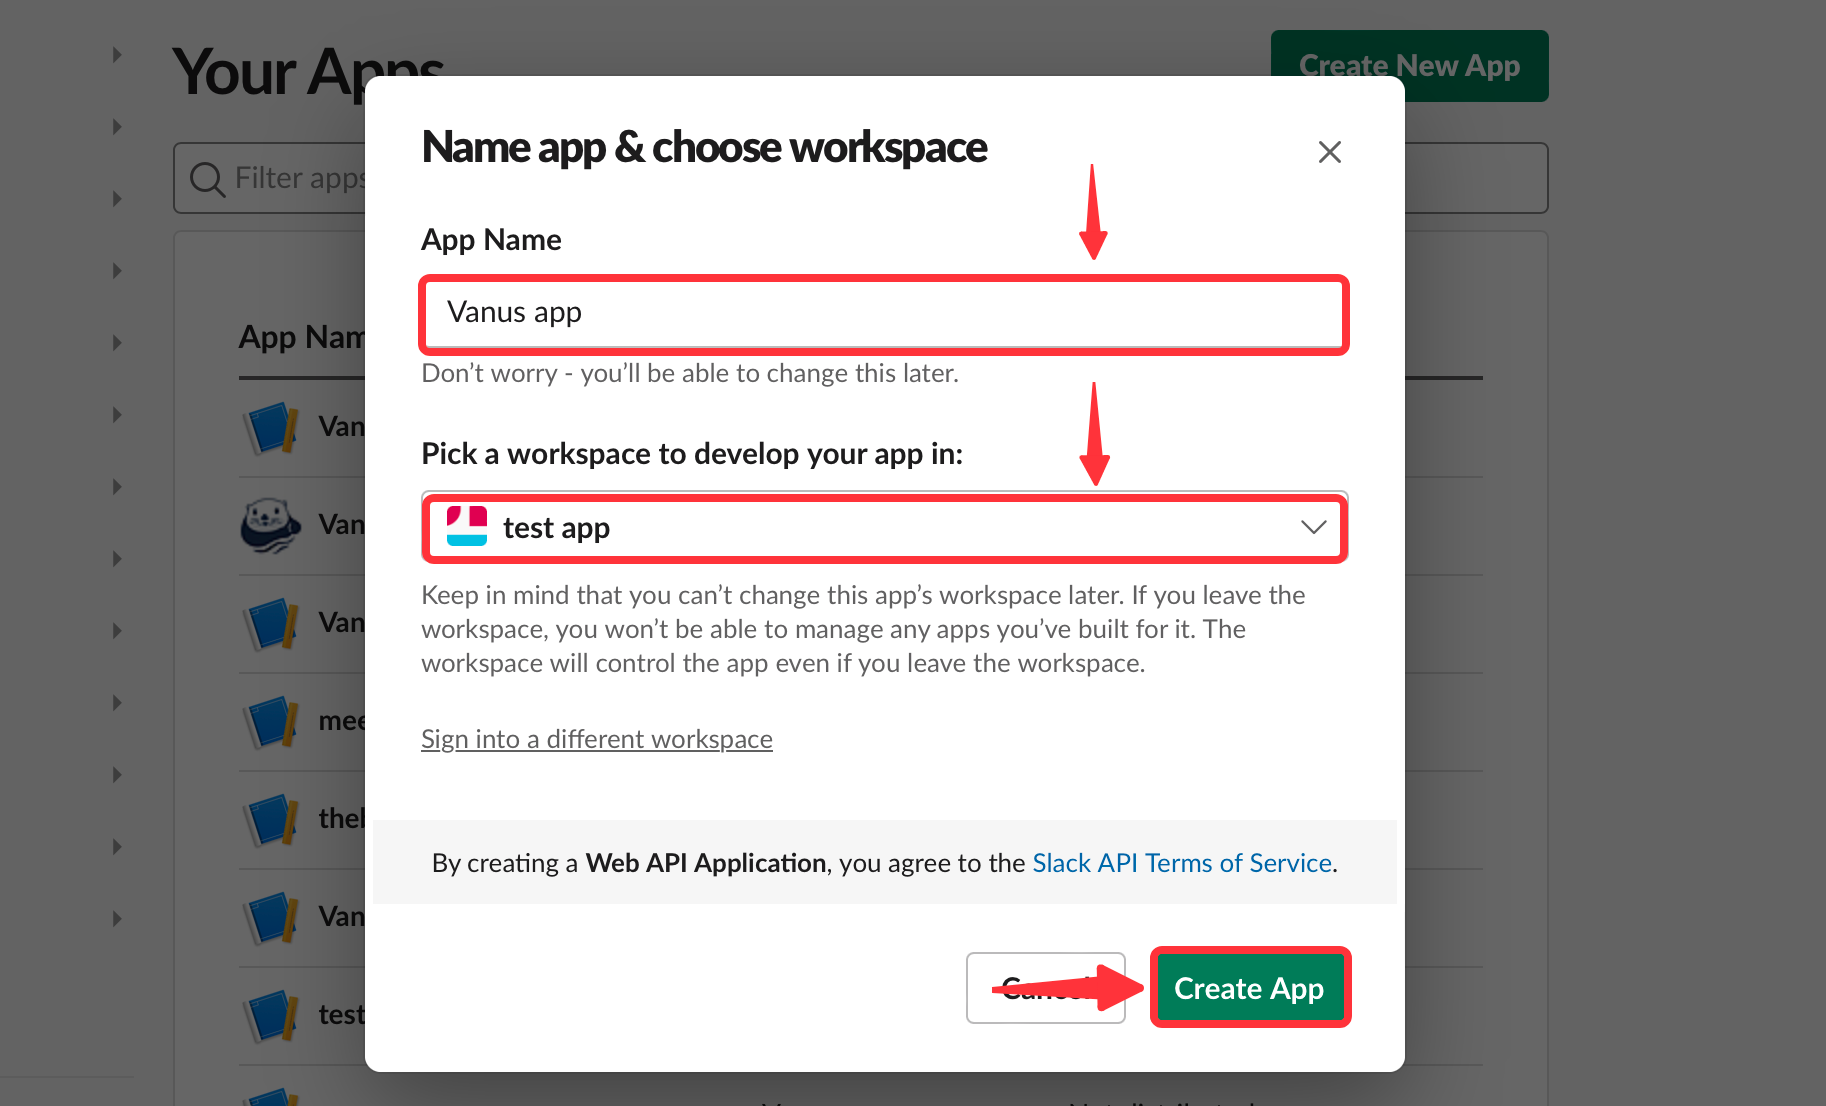 Your Apps
Create New App
Filter apps
Name app & choose workspace
App Name
Vanus app
Don’t worry - you’ll be able to change this later.
Pick a workspace to develop your app in:
test app
Keep in mind that you can’t change this app’s workspace later. If you leave the
workspace, you won’t be able to manage any apps you’ve built for it. The
workspace will control the app even if you leave the workspace.
Sign into a different workspace
By creating a Web API Application, you agree to the Slack API Terms of Service.
Cancel
Create App
App Nam
Van
Van
Van
mee
Van
test